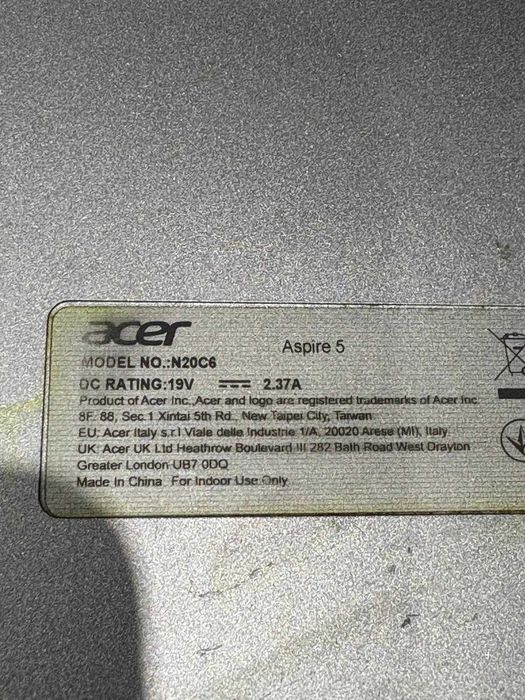 acer
Aspire 5
MODEL NO.:N20C6
DC RATING:19V ⎓ 2.37A
Product of Acer Inc. Acer and logo are registered trademarks of Acer Inc.
8F. 88, Sec.1 Xintai 5th Rd., New Taipei City, Taiwan
EU: Acer Italy s.r.l Viale delle Industrie 1/A, 20020 Arese (MI), Italy
UK: Acer UK Ltd Heathrow Boulevard III 282 Bath Road West Drayton
Greater London UB7 0DQ
Made In China For Indoor Use Only